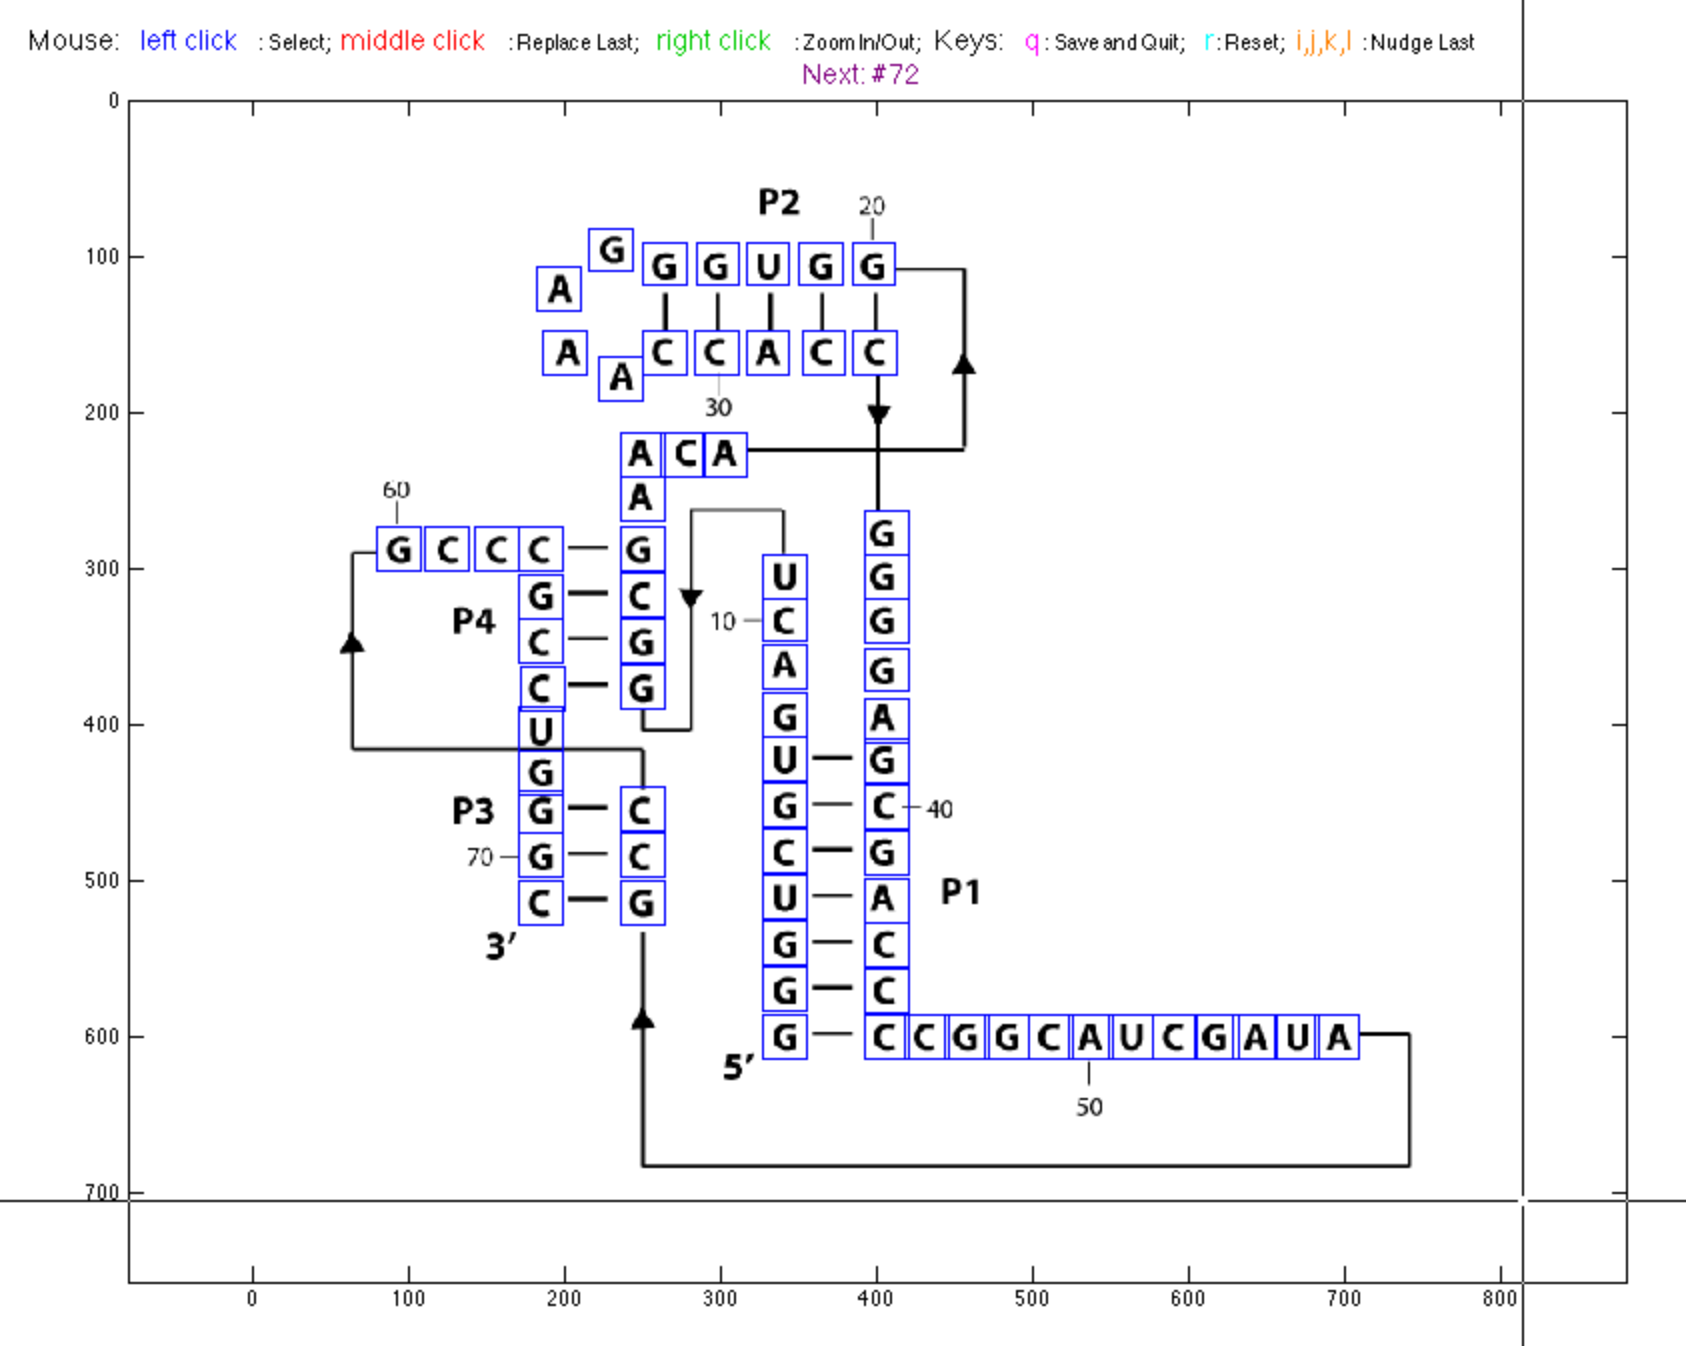 Mouse: left click : Select; middle click : Replace Last; right click : Zoom In/Out; Keys: q : Save and Quit; r : Reset; i,j,k,l : Nudge Last
Next: #72
0
P2
20
100
G G G U G G
G
A
A
C C A C C
A
200
30
A C A
60
A
G
G C C C G
300
U
G
G C
10
C
G
P4
C G
A
G
C G
400
U
G
A
G
U G
P3
G C
G C
40
70
G C
C G
500
C G
U A
P1
3′
G C
G C
600
G C C G G C A U C G A U A
5′
50
700
0 100 200 300 400 500 600 700 800